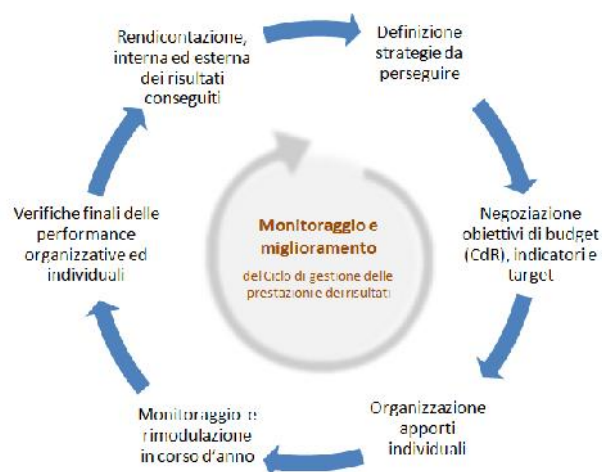 Definizione
strategie da
perseguire
Negoziazione
obiettivi di budget
(CdR), indicatori e
target
Organizzazione
apporti
individuali
Monitoraggio e
rimodulazione
in corso d'anno
Verifiche finali delle
performance
organizzative ed
individuali
Rendicontazione,
interna ed esterna
dei risultati
conseguiti
Monitoraggio e
miglioramento
del Ciclo di gestione delle
prestazioni e dei risultati